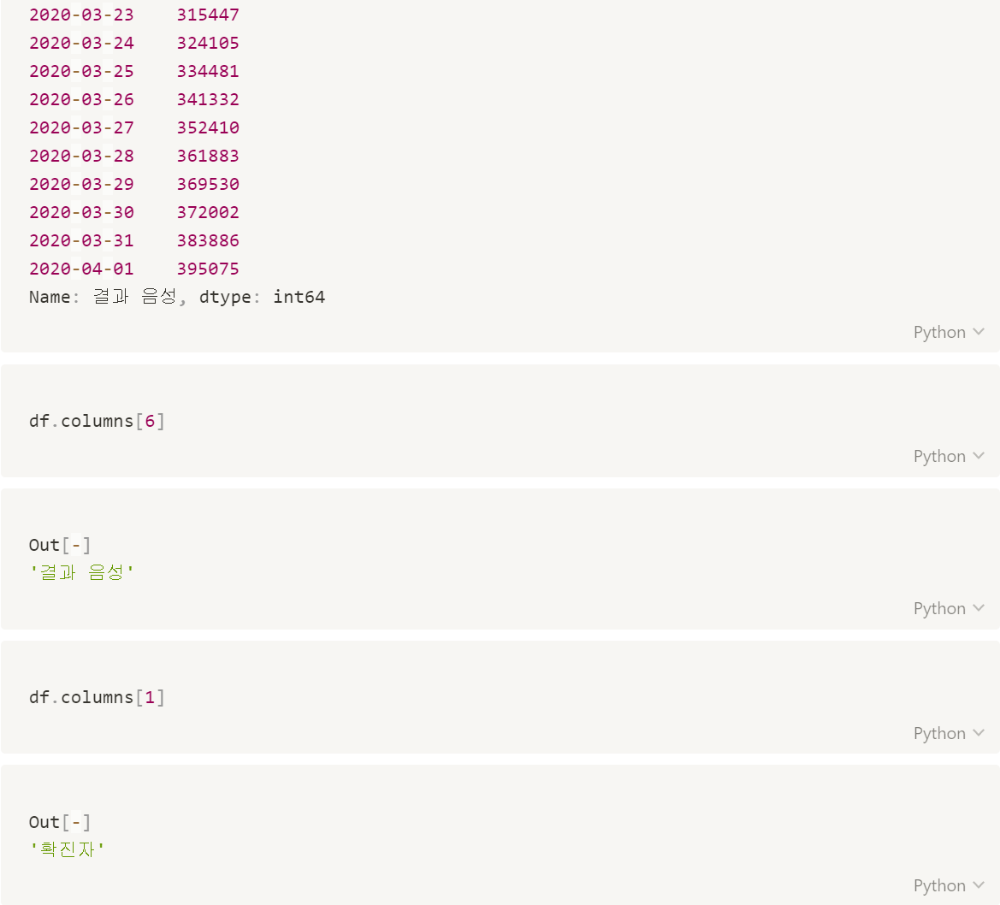 2020-03-23    315447
2020-03-24    324105
2020-03-25    334481
2020-03-26    341332
2020-03-27    352410
2020-03-28    361883
2020-03-29    369530
2020-03-30    372002
2020-03-31    383886
2020-04-01    395075
Name: 결과 음성, dtype: int64
Python
df.columns[6]
Python
Out[-]
'결과 음성'
Python
df.columns[1]
Python
Out[-]
'확진자'
Python